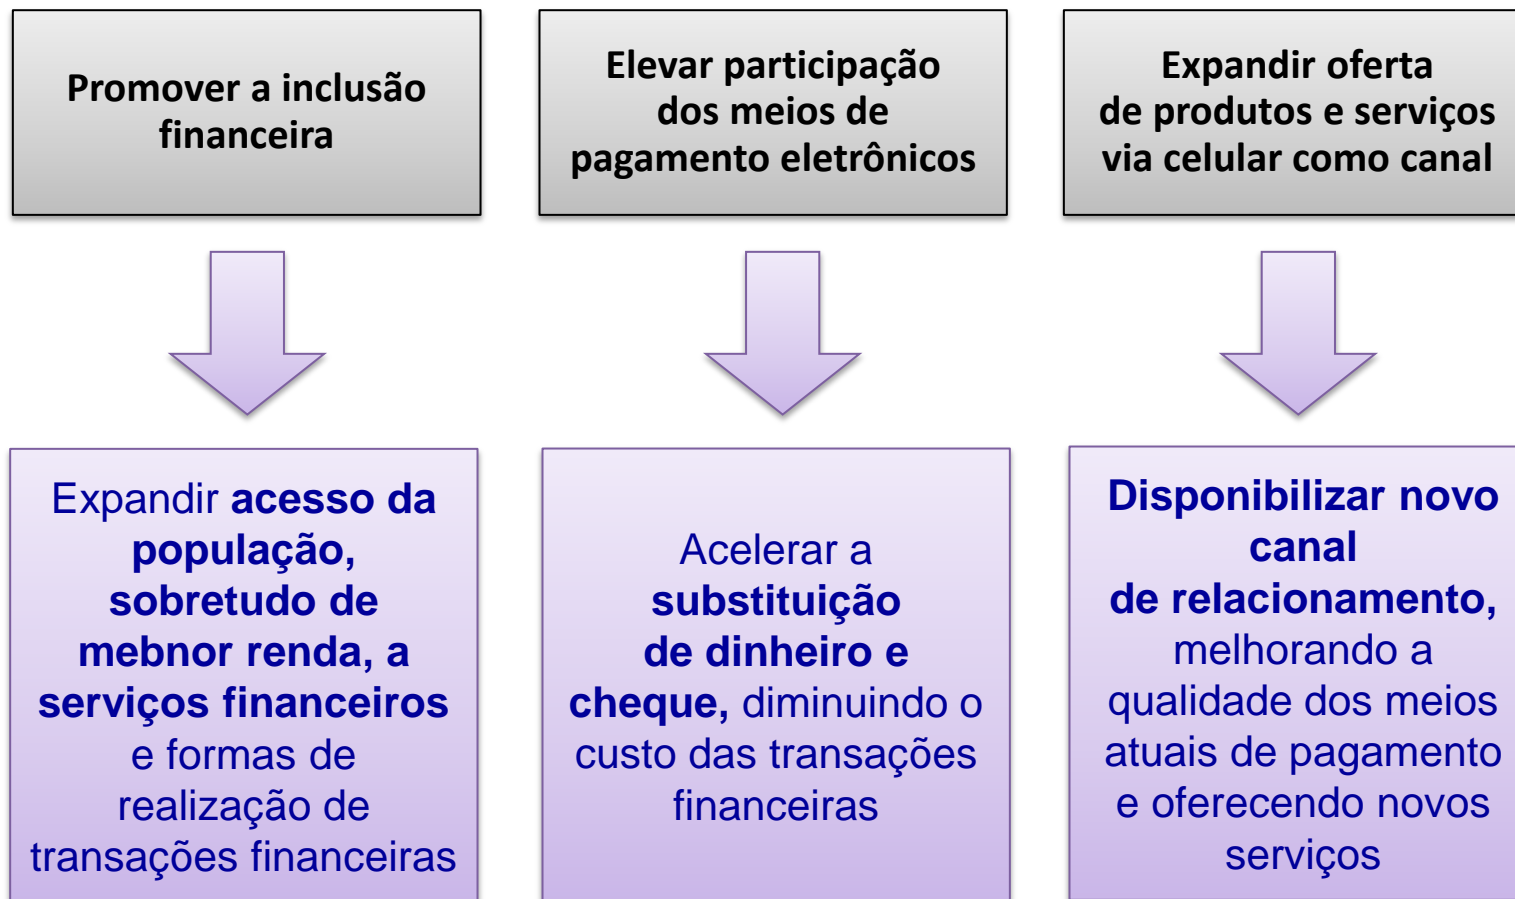 Promover a inclusão
financeira
Elevar participação
dos meios de
pagamento eletrônicos
Expandir oferta
de produtos e serviços
via celular como canal
Expandir acesso da
população,
sobretudo de
mebnor renda, a
serviços financeiros
e formas de
realização de
transações financeiras
Acelerar a
substituição
de dinheiro e
cheque, diminuindo o
custo das transações
financeiras
Disponibilizar novo
canal
de relacionamento,
melhorando a
qualidade dos meios
atuais de pagamento
e oferecendo novos
serviços